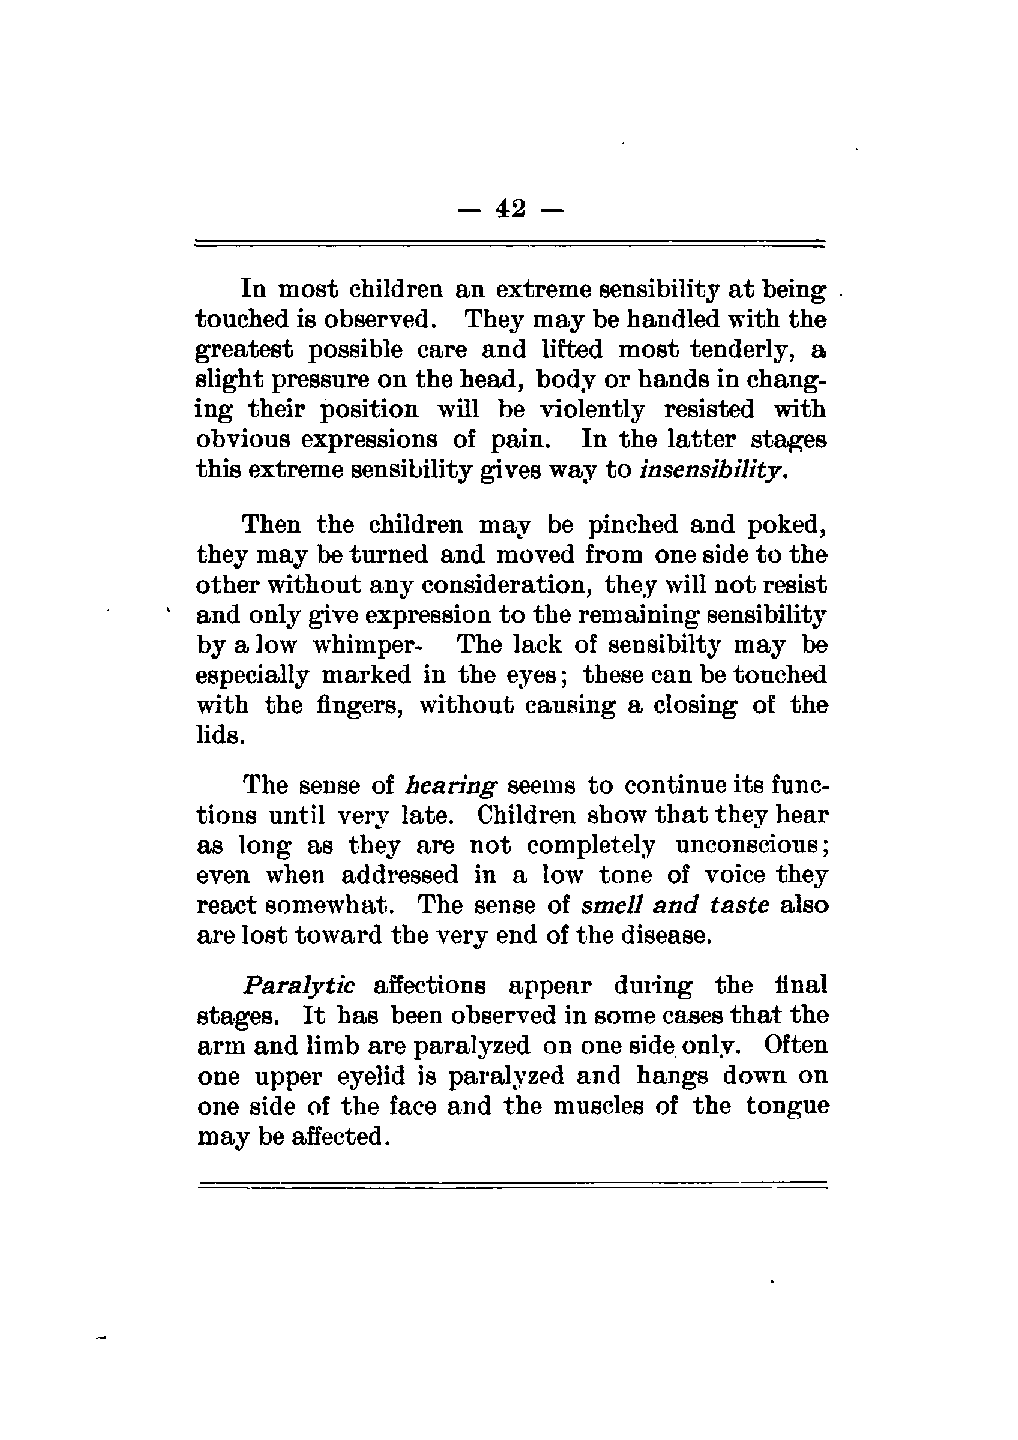 — 42 —
In most children an extreme sensibility at being
touched is observed. They may be handled with the
greatest possible care and lifted most tenderly, a
slight pressure on the head, body or hands in chang-
ing their position will be violently resisted with
obvious expressions of pain. In the latter stages
this extreme sensibility gives way to insensibility.
Then the children may be pinched and poked,
they may be turned and moved from one side to the
other without any consideration, they will not resist
and only give expression to the remaining sensibility
by a low whimper- The lack of sensibilty may be
especially marked in the eyes; these can be touched
with the fingers, without causing a closing of the
lids.
The sense of hearing seems to continue its func-
tions until very late. Children show that they hear
as long as they are not completely unconscious;
even when addressed in a low tone of voice they
react somewhat. The sense of smell and taste also
are lost toward the very end of the disease.
Paralytic affections appear during the final
stages. It has been observed in some cases that the
arm and limb are paralyzed on one side only. Often
one upper eyelid is paralyzed and hangs down on
one side of the face and the muscles of the tongue
may be affected.